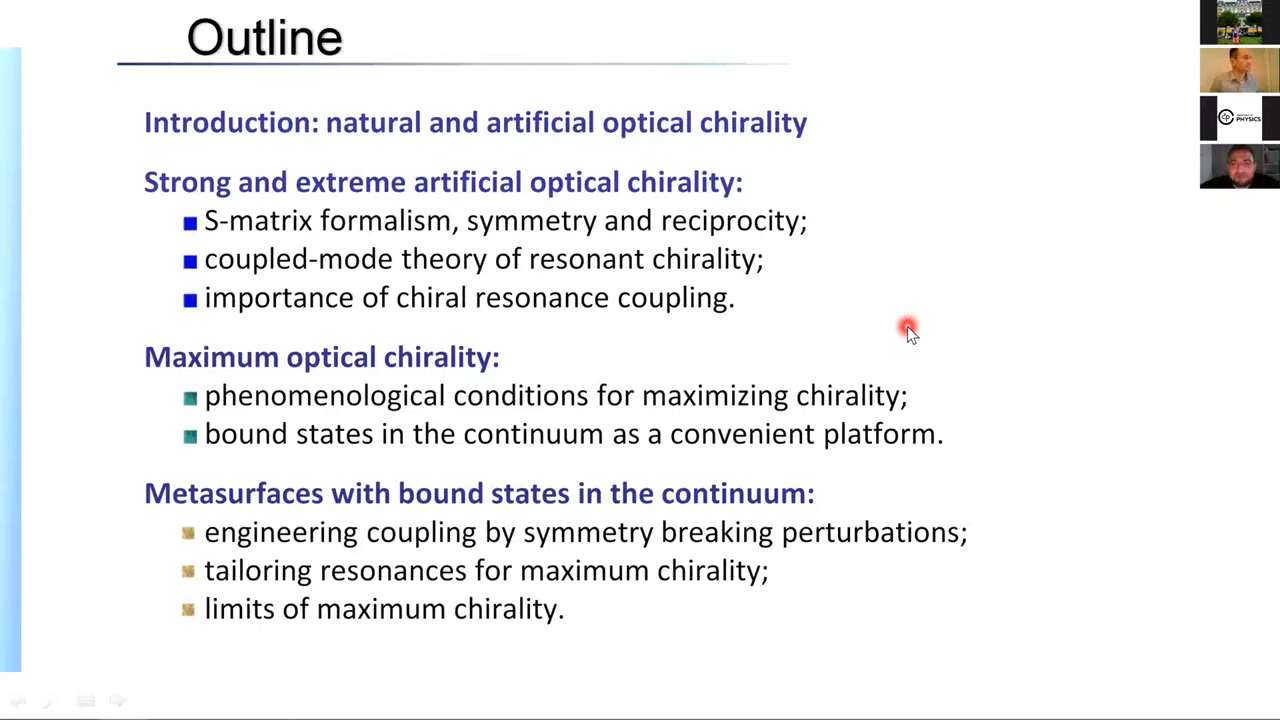 Outline
Introduction: natural and artificial optical chirality
Strong and extreme artificial optical chirality:
S-matrix formalism, symmetry and reciprocity;
coupled-mode theory of resonant chirality;
importance of chiral resonance coupling.
Maximum optical chirality:
phenomenological conditions for maximizing chirality;
bound states in the continuum as a convenient platform.
Metasurfaces with bound states in the continuum:
engineering coupling by symmetry breaking perturbations;
tailoring resonances for maximum chirality;
limits of maximum chirality.
PHYSICS